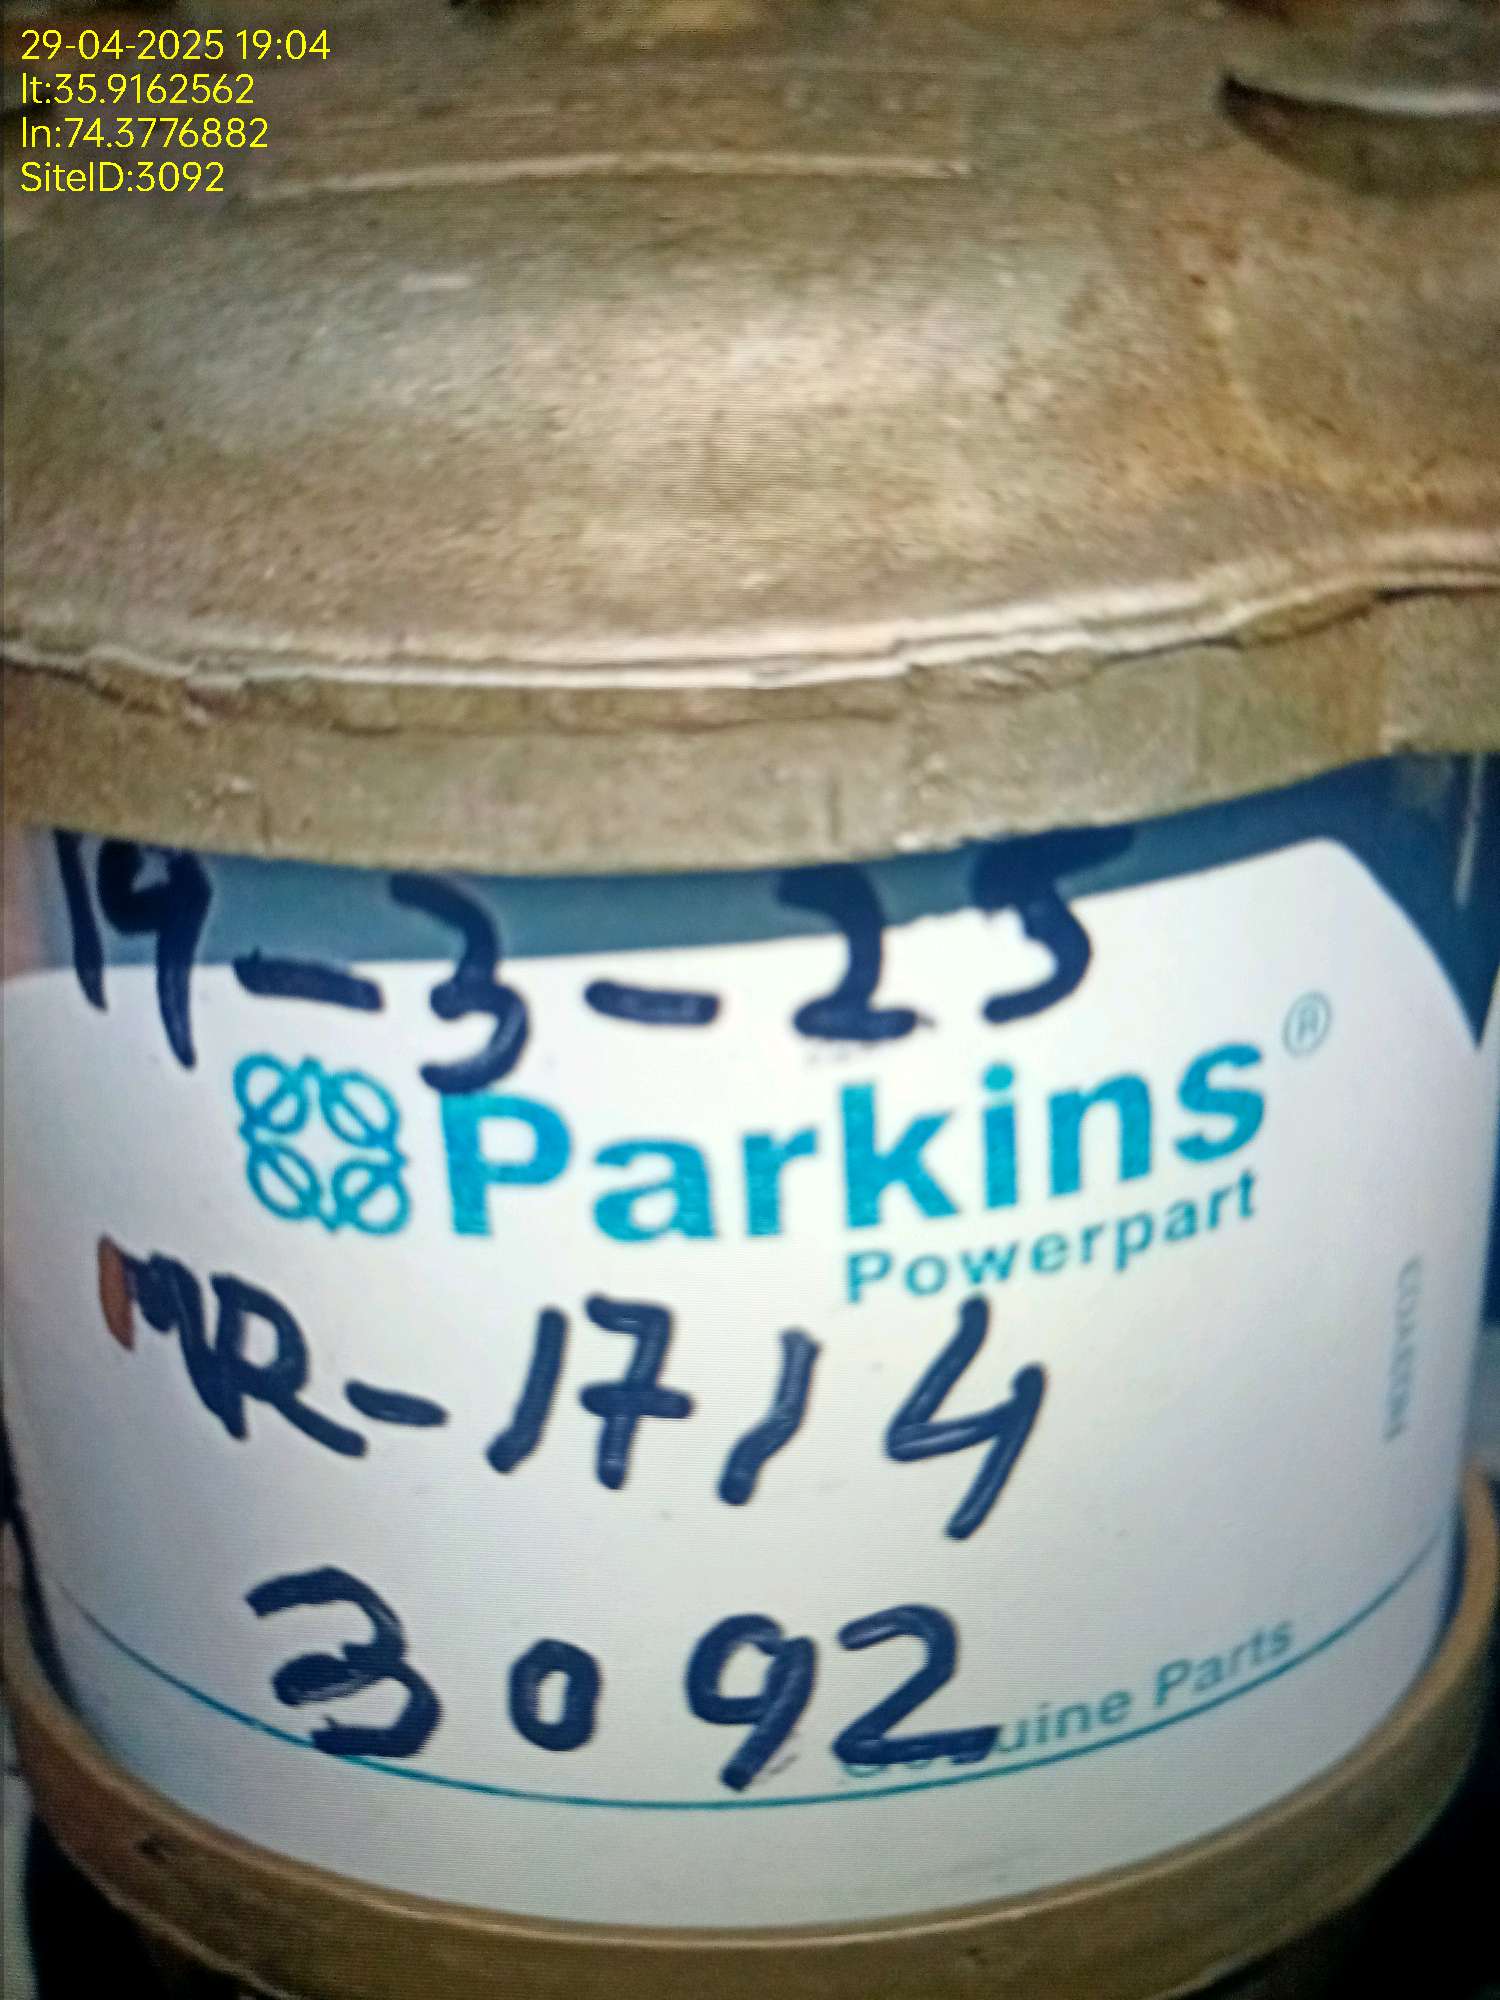 29-04-2025 19:04
lt:35.9162562
ln:74.3776882
SiteID:3092
19-3-25
Parkins®
Powerpart
MR-1714
3092
Genuine Parts